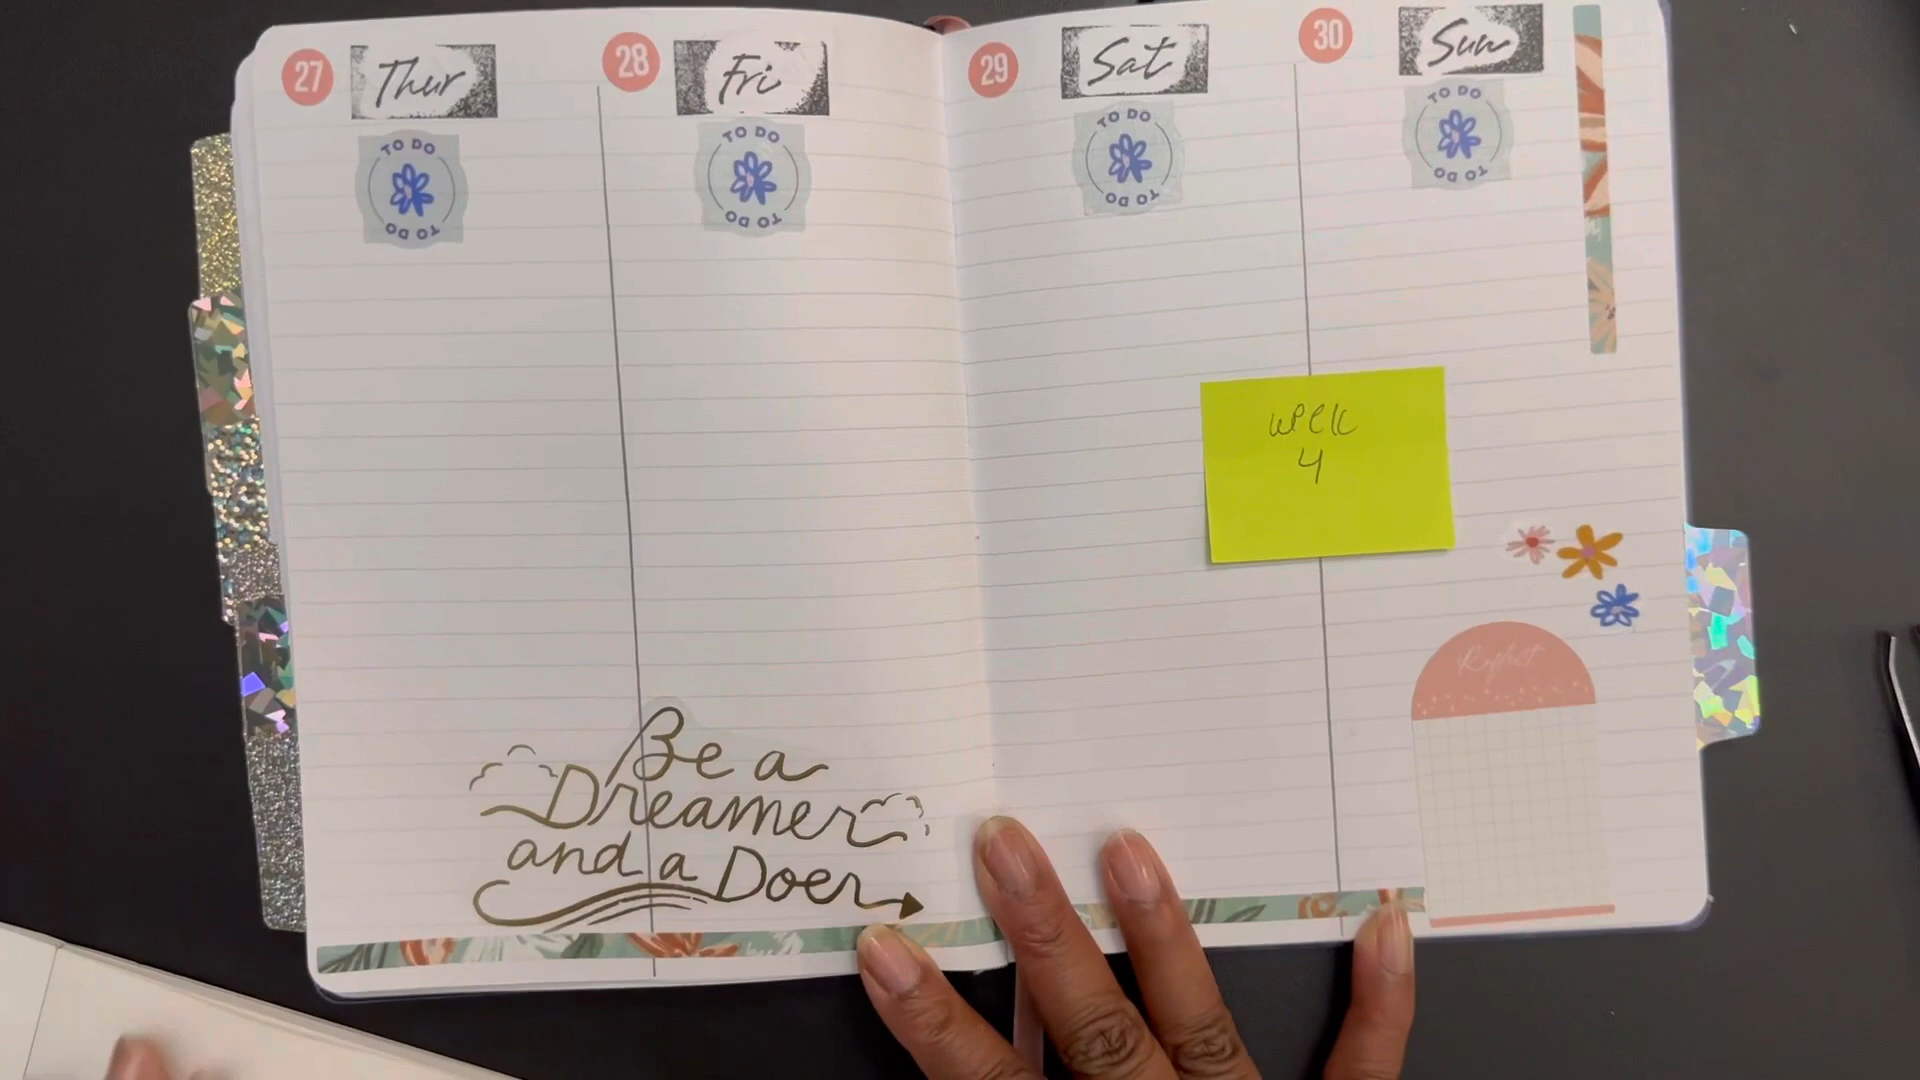 27 Thur
28 Fri
29 Sat
30 Sun
TO DO
TO DO
TO DO
TO DO
TO DO
TO DO
TO DO
TO DO
week
4
Be a
Dreamer
and a Doer